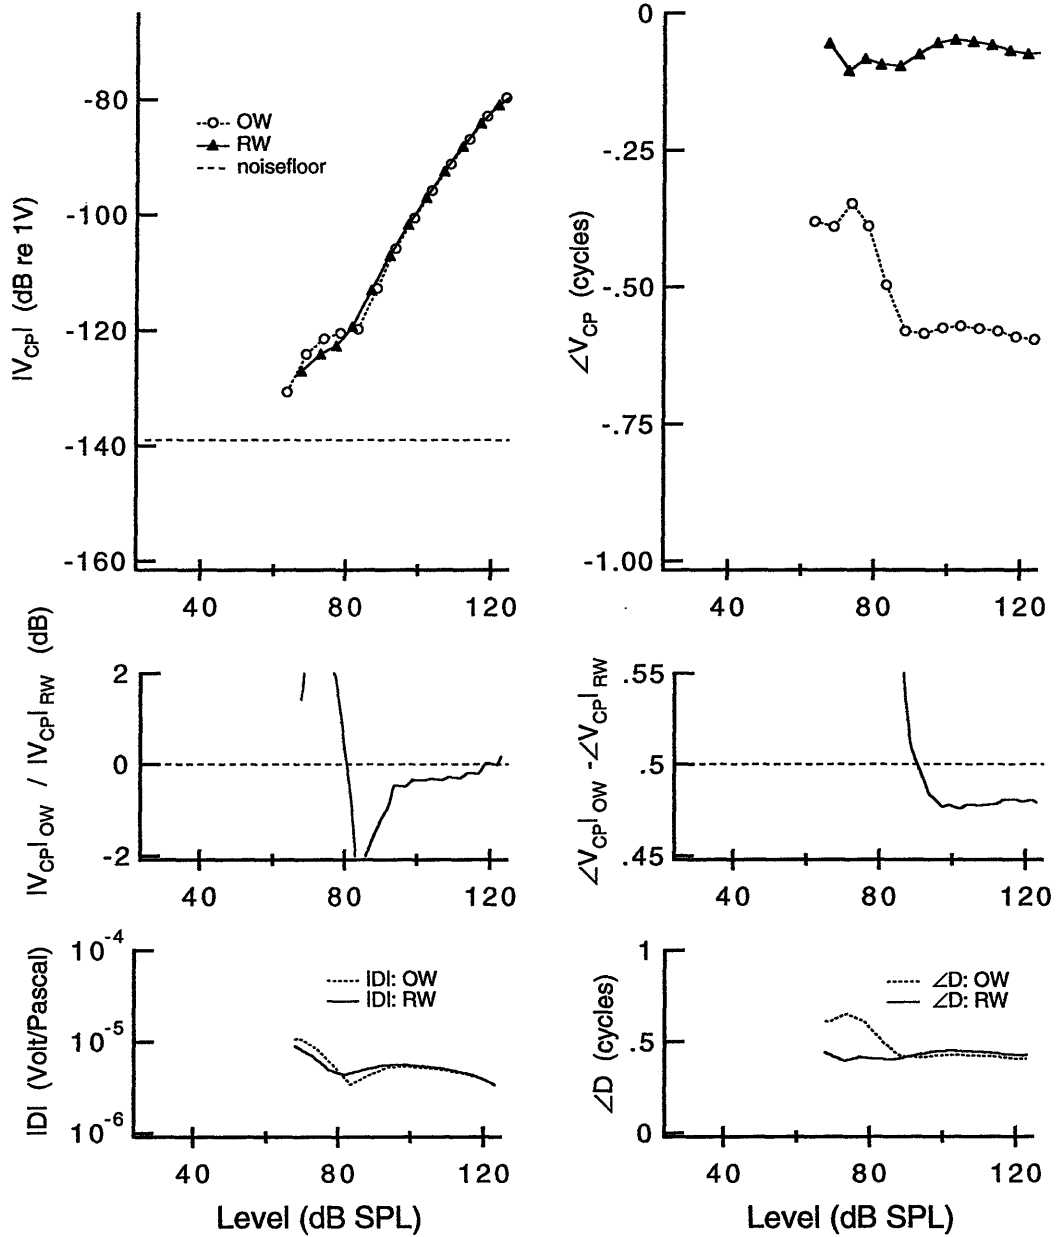 |V_CP| (dB re 1V)
-80
-100
-120
-140
-160
OW
RW
noisefloor
40 80 120
∠V_CP (cycles)
0
-.25
-.50
-.75
-1.00
40 80 120
|V_CP|_OW / |V_CP|_RW (dB)
2
0
-2
40 80 120
∠V_CP|_OW -∠V_CP|_RW
.55
.5
.45
40 80 120
|D| (Volt/Pascal)
10^-4
10^-5
10^-6
|D|: OW
|D|: RW
40 80 120
Level (dB SPL)
∠D (cycles)
1
.5
0
∠D: OW
∠D: RW
40 80 120
Level (dB SPL)